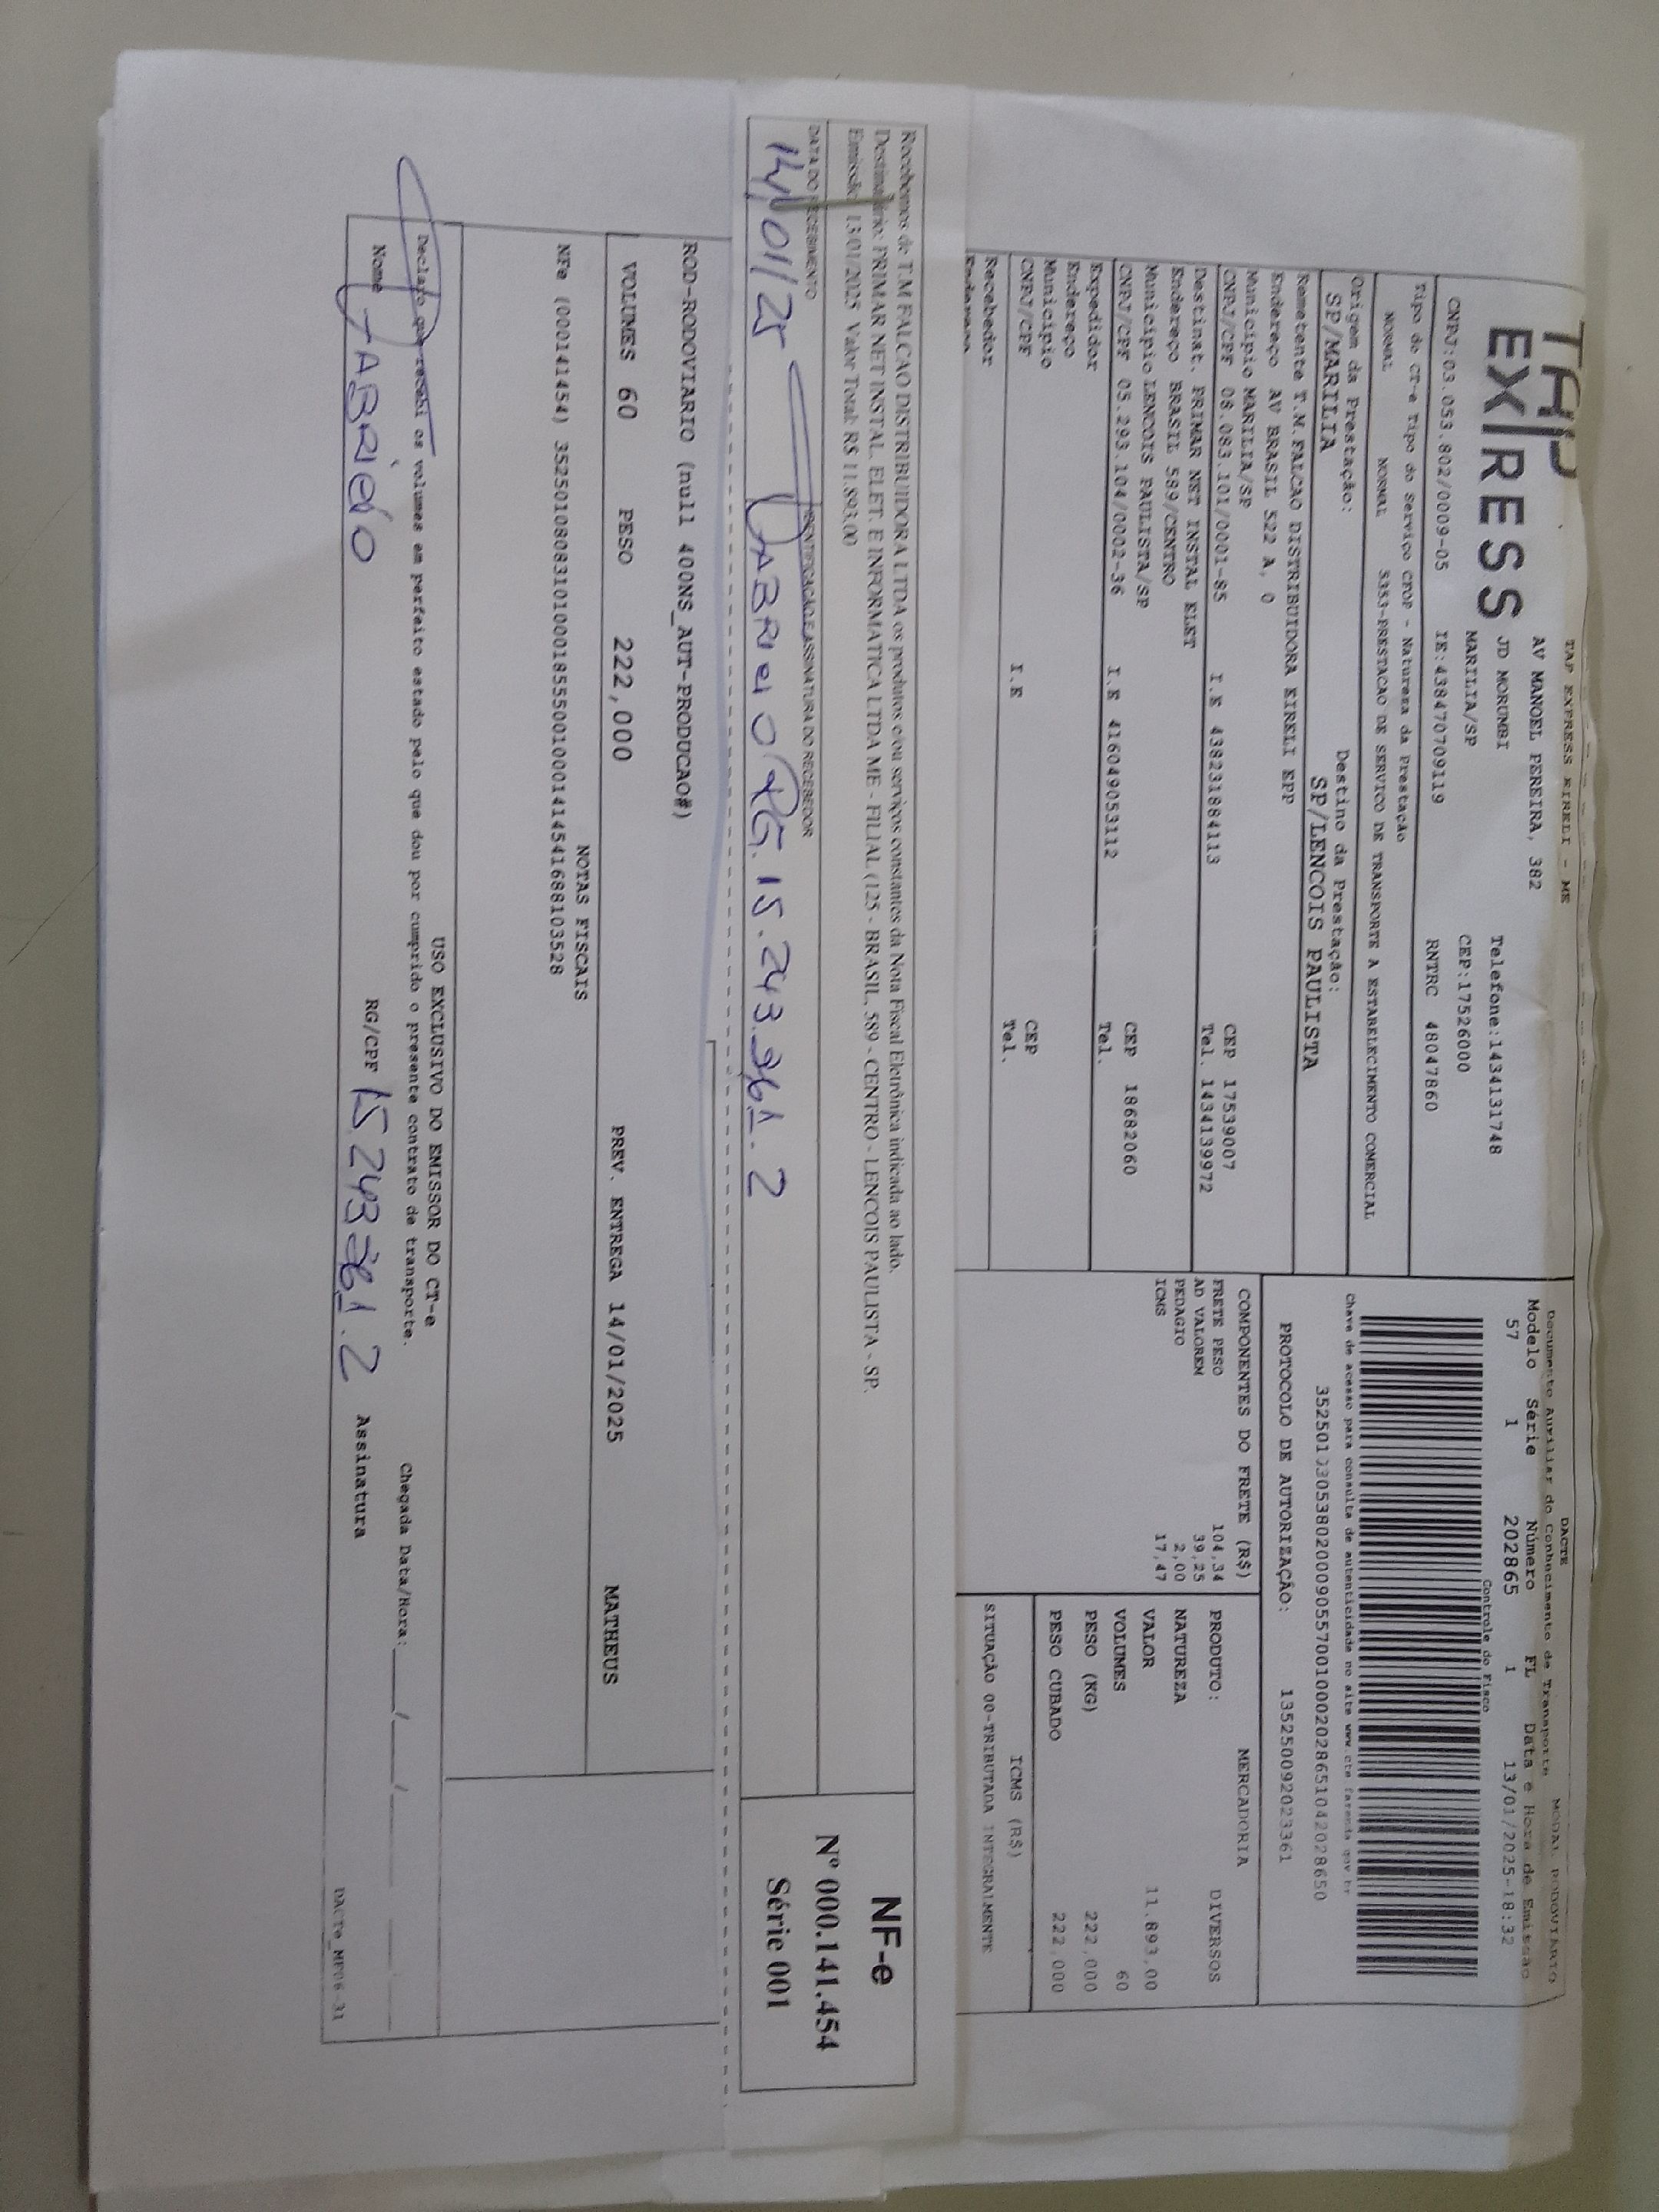 TAP EXPRESS EIRELI - ME
TAP
EX RESS
AV MANOEL PEREIRA, 382
JD MORUMBI
Telefone:1434131748
MARILIA/SP
CEP:17526000
CNPJ:03.053.802/0009-05 IE:438470709119 RNTRC 48047860
Tipo do CT-e Tipo do Serviço CFOP - Natureza da Prestação
NORMAL NORMAL 5353-PRESTACAO DE SERVICO DE TRANSPORTE A ESTABELECIMENTO COMERCIAL
Origem da Prestação: Destino da Prestação:
SP/MARILIA SP/LENCOIS PAULISTA
Remetente T.M.FALCAO DISTRIBUIDORA EIRELI EPP
Endereço AV BRASIL 522 A, 0
Município MARILIA/SP CEP 17539007
CNPJ/CPF 08.083.101/0001-85 I.E 438231884113 Tel. 1434139972
Destinat. PRIMAR NET INSTAL ELET
Endereço BRASIL 589/CENTRO
Município LENCOIS PAULISTA/SP CEP 18682060
CNPJ/CPF 05.293.104/0002-36 I.E 416049053112 Tel.
Expedidor
Endereço
Município CEP
CNPJ/CPF I.E Tel.
Recebedor
Endereço
DACTE MODAL RODOVIARIO
Documento Auxiliar do Conhecimento de Transporte
Modelo Série Número FL Data e Hora de Emissão
57 1 202865 1 13/01/2025-18:32
Controle do Fisco
Chave de acesso para consulta de autenticidade no site www.cte.fazenda.gov.br
PROTOCOLO DE AUTORIZAÇÃO: 135250092023361
COMPONENTES DO FRETE (R$)
FRETE PESO 104,34
AD VALOREM 39,25
PEDAGIO 2,00
ICMS 17,47
MERCADORIA
PRODUTO: DIVERSOS
NATUREZA
VALOR 11.893,00
VOLUMES 60
PESO (KG) 222,000
PESO CUBADO 222,000
ICMS (R$)
SITUAÇÃO 00-TRIBUTADA INTEGRALMENTE
Recebemos de T.M FALCAO DISTRIBUIDORA LTDA os produtos e/ou serviços constantes da Nota Fiscal Eletrônica indicada ao lado.
Destinatário: PRIMAR NET INSTAL. ELET. E INFORMATICA LTDA ME - FILIAL (125 - BRASIL, 589 - CENTRO - LENCOIS PAULISTA - SP.
Emissão: 13/01/2025 Valor Total: R$ 11.893,00
DATA DO RECEBIMENTO IDENTIFICAÇÃO E ASSINATURA DO RECEBEDOR
14/01/25 FABRICIO RG. 15.243.361.2
NF-e
Nº 000.141.454
Série 001
ROD-RODOVIARIO (null 400NS_AUT-PRODUCAO#)
VOLUMES 60 PESO 222,000 PREV. ENTREGA 14/01/2025 MATHEUS
NOTAS FISCAIS
NFe (000141454) 35250108083101000185550010001414541688103528
USO EXCLUSIVO DO EMISSOR DO CT-e
Declaro que recebi os volumes em perfeito estado pelo que dou por cumprido o presente contrato de transporte. Chegada Data/Hora: ___/___/___
Nome FABRICIO RG/CPF 15.243 361.2 Assinatura
DACTe_MP06-31